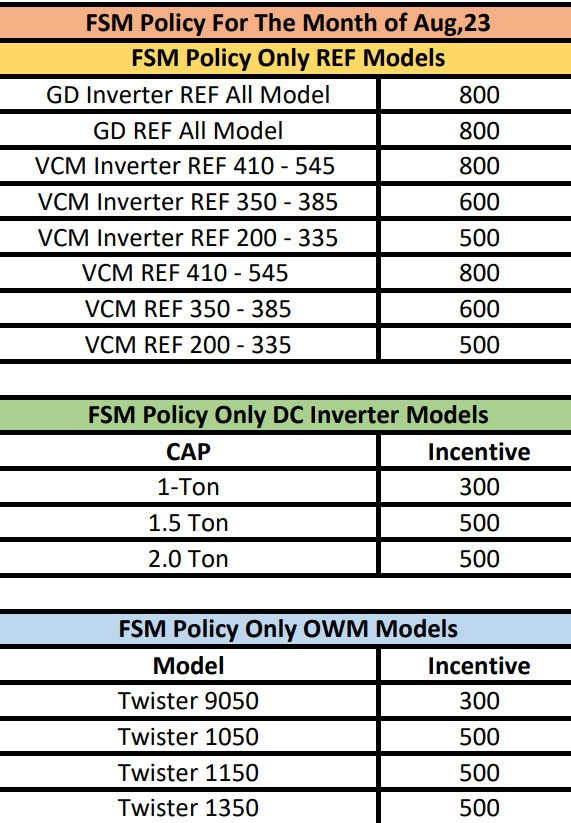 FSM Policy For The Month of Aug,23
FSM Policy Only REF Models
GD Inverter REF All Model 800
GD REF All Model 800
VCM Inverter REF 410 - 545 800
VCM Inverter REF 350 - 385 600
VCM Inverter REF 200 - 335 500
VCM REF 410 - 545 800
VCM REF 350 - 385 600
VCM REF 200 - 335 500
FSM Policy Only DC Inverter Models
CAP Incentive
1-Ton 300
1.5 Ton 500
2.0 Ton 500
FSM Policy Only OWM Models
Model Incentive
Twister 9050 300
Twister 1050 500
Twister 1150 500
Twister 1350 500